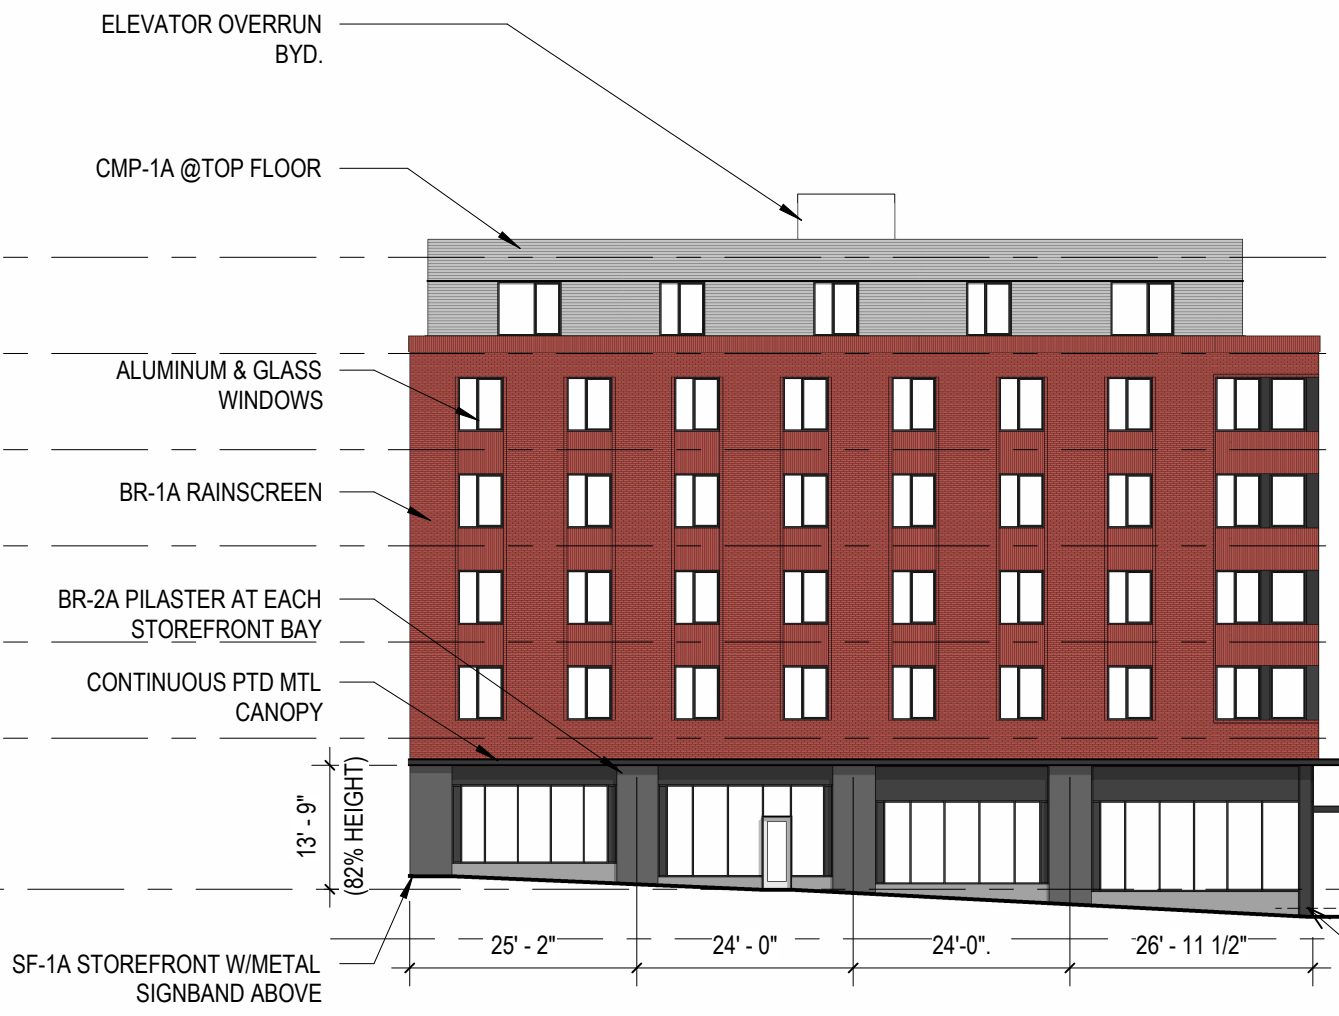 ELEVATOR OVERRUN
BYD.
CMP-1A @TOP FLOOR
ALUMINUM & GLASS
WINDOWS
BR-1A RAINSCREEN
BR-2A PILASTER AT EACH
STOREFRONT BAY
CONTINUOUS PTD MTL
CANOPY
13' - 9"
(82% HEIGHT)
25' - 2"
24' - 0"
24'-0".
26' - 11 1/2"
SF-1A STOREFRONT W/METAL
SIGNBAND ABOVE